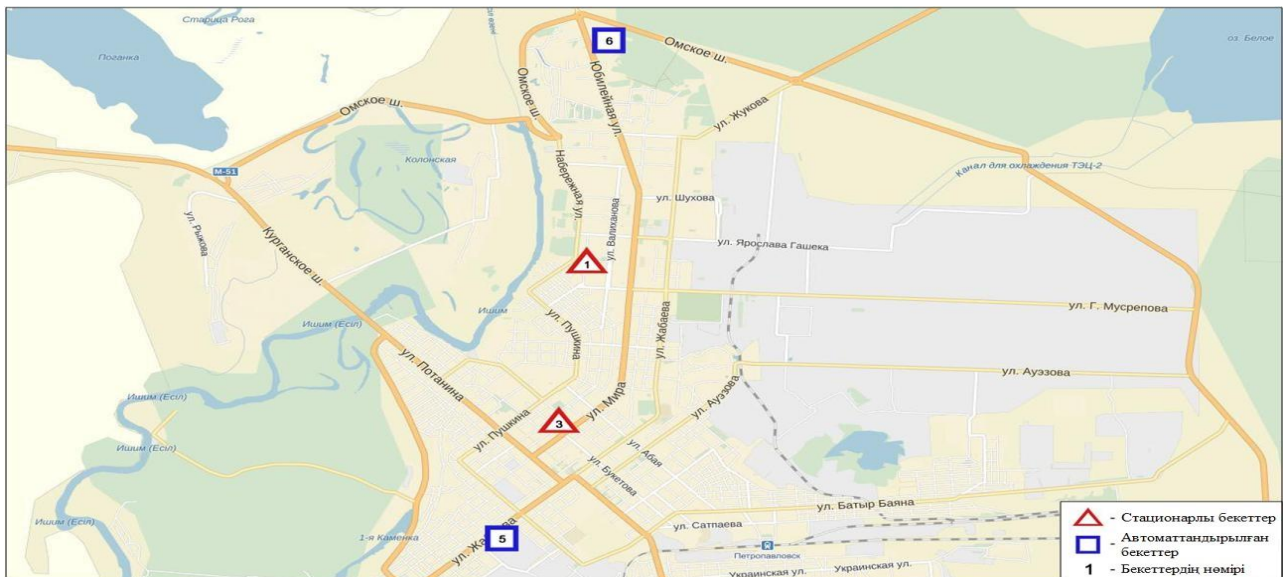 Старица Рога
Поганка
6
Омское ш.
оз. Белое
Омское ш.
Юбилейная ул.
Омское ш.
ул. Жукова
Колонская
М-51
Набережная ул.
Канал для охлаждения ТЭЦ-2
ул. Рыжова
ул. Валиханова
ул. Шухова
Курганское ш.
ул. Ярослава Гашека
1
Ишим
ул. Г. Мусрепова
Ишим (Есіл)
ул. Пушкина
ул. Жабаева
ул. Потанина
ул. Ауэзова
Ишим (Есіл)
ул. Мира
ул. Ауэзова
3
ул. Пушкина
Ишим (Есіл)
ул. Абая
ул. Букетова
ул. Батыр Баяна
Ишим (Есіл)
1-я Каменка
ул. Сатпаева
5
Петропавловск
Украинская ул.
Украинская ул.
- Стационарлы бекеттер
- Автоматтандырылған
бекеттер
1 - Бекеттердің нөмірі